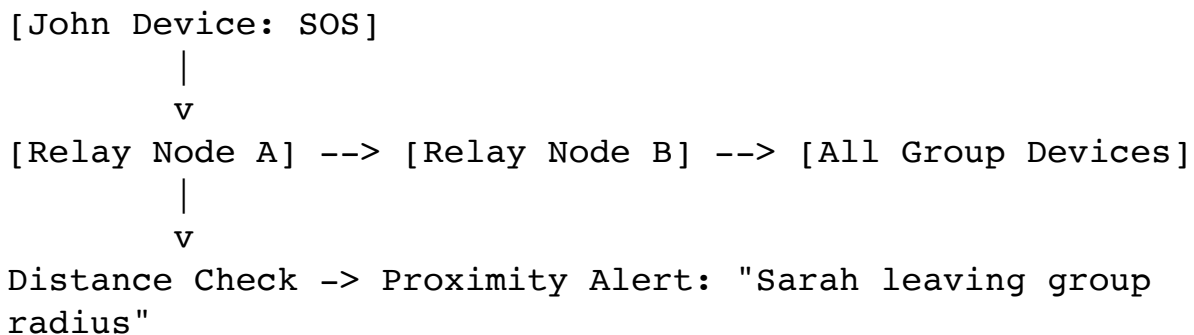 [John Device: SOS]
|
v
[Relay Node A] --> [Relay Node B] --> [All Group Devices]
|
v
Distance Check -> Proximity Alert: "Sarah leaving group
radius"